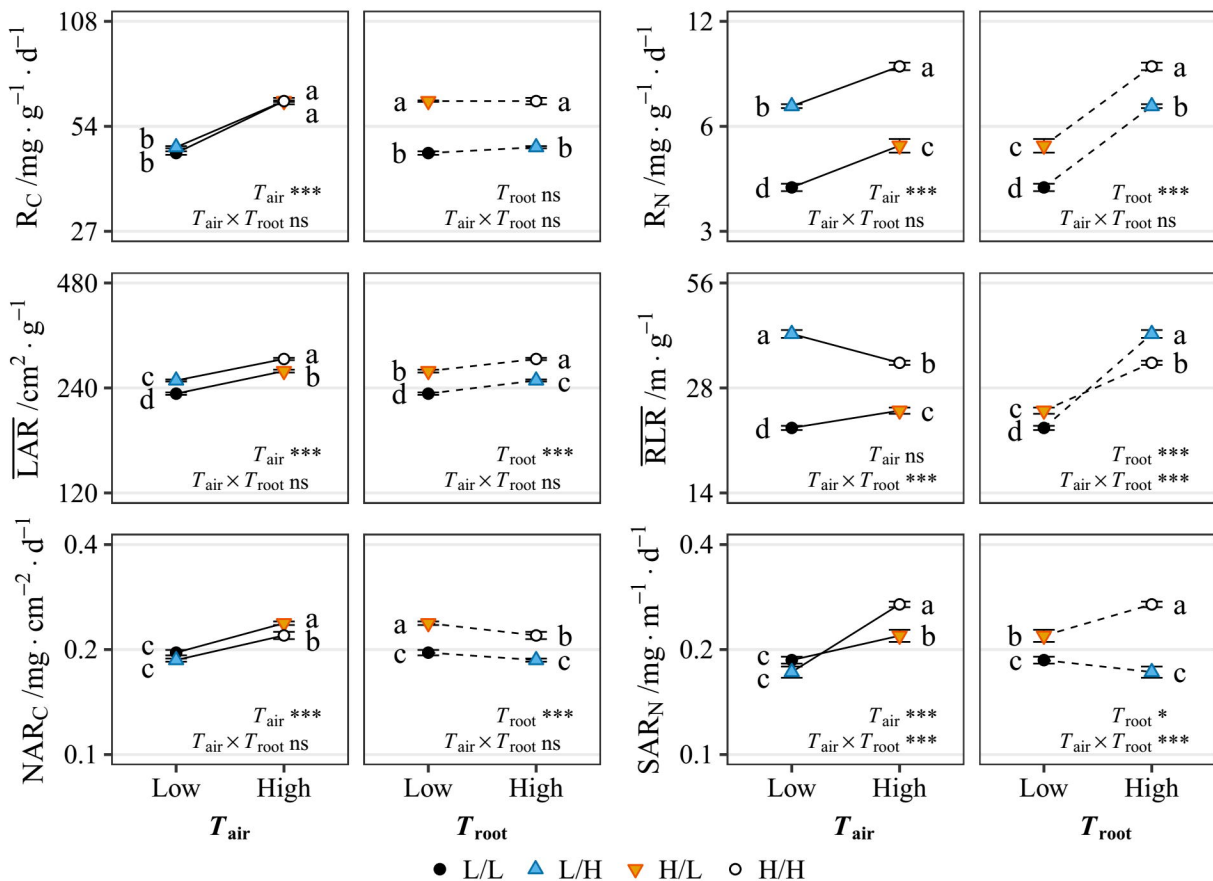 R_C /mg · g⁻¹ · d⁻¹
108
54
27
b
b
a
a
T_air ***
T_air × T_root ns
a
b
a
b
T_root ns
T_air × T_root ns
R_N /mg · g⁻¹ · d⁻¹
12
6
3
b
d
a
c
T_air ***
T_air × T_root ns
c
d
a
b
T_root ***
T_air × T_root ns
L̅A̅R̅ /cm² · g⁻¹
480
240
120
c
d
a
b
T_air ***
T_air × T_root ns
b
d
a
c
T_root ***
T_air × T_root ns
R̅L̅R̅ /m · g⁻¹
56
28
14
a
d
b
c
T_air ns
T_air × T_root ***
c
d
a
b
T_root ***
T_air × T_root ***
NAR_C /mg · cm⁻² · d⁻¹
0.4
0.2
0.1
c
c
a
b
T_air ***
T_air × T_root ns
a
c
b
c
T_root ***
T_air × T_root ns
SAR_N /mg · m⁻¹ · d⁻¹
0.4
0.2
0.1
c
c
a
b
T_air ***
T_air × T_root ***
b
c
a
c
T_root *
T_air × T_root ***
Low High Low High Low High Low High
T_air T_root T_air T_root
L/L L/H H/L H/H